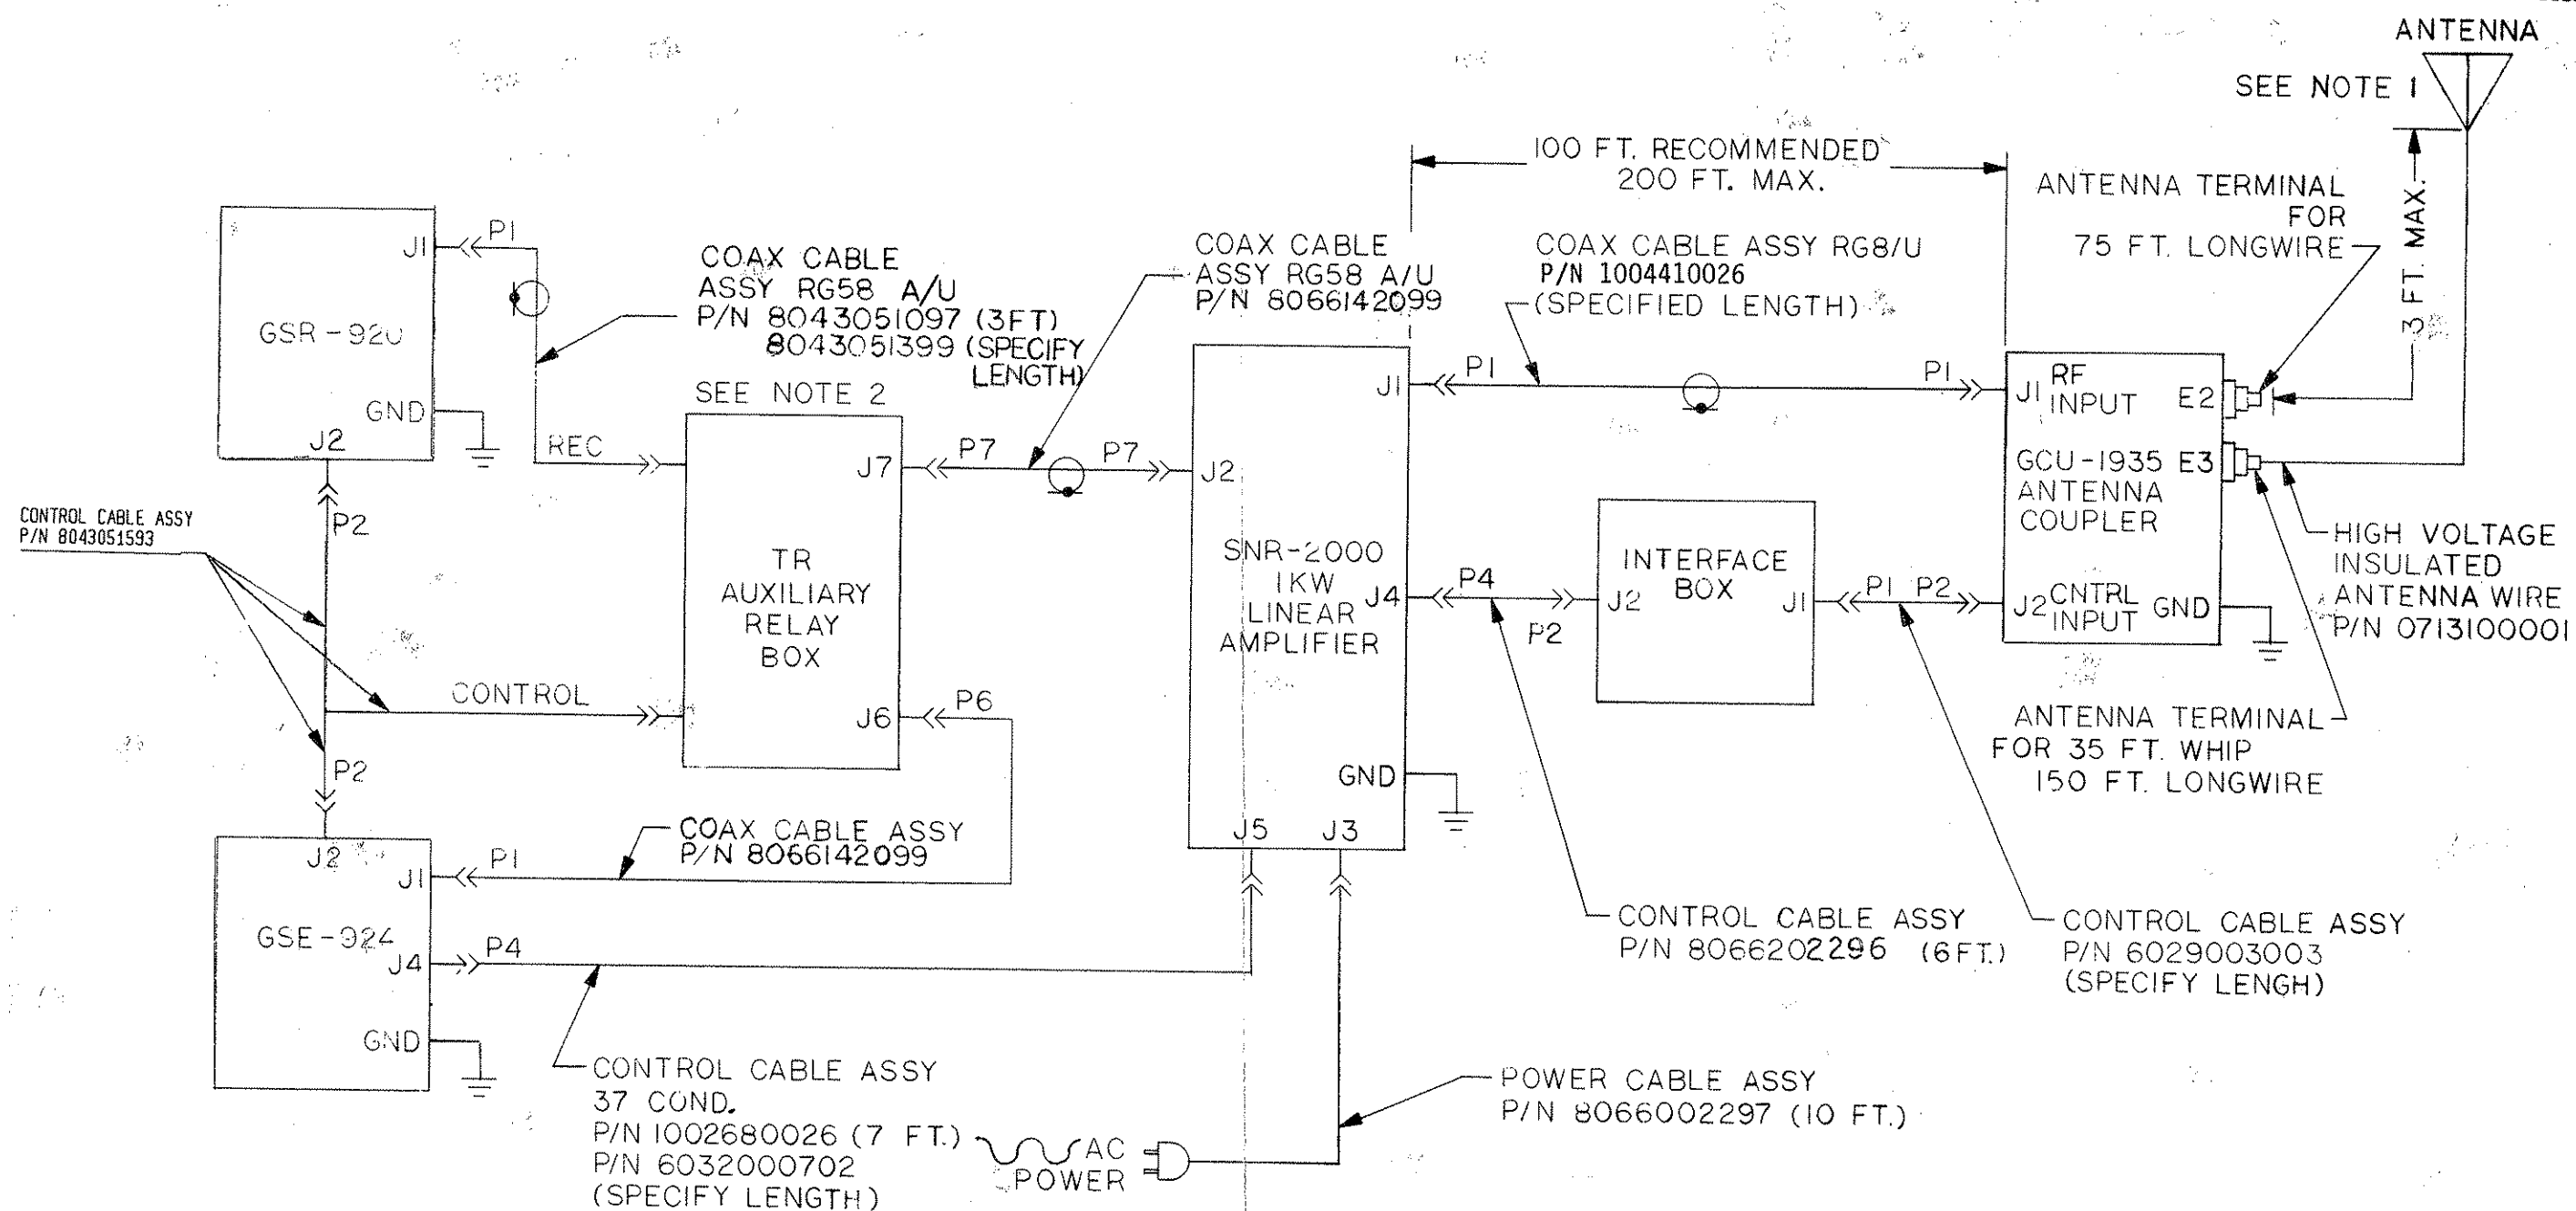 ANTENNA
SEE NOTE 1
3 FT. MAX.
100 FT. RECOMMENDED
200 FT. MAX.
ANTENNA TERMINAL
FOR
75 FT. LONGWIRE
COAX CABLE
ASSY RG58 A/U
P/N 8043051097 (3FT)
8043051399 (SPECIFY
LENGTH)
COAX CABLE
ASSY RG58 A/U
P/N 8066142099
COAX CABLE ASSY RG8/U
P/N 1004410026
(SPECIFIED LENGTH)
J1
P1
GSR-920
GND
J2
P2
REC
SEE NOTE 2
J7
P7
P7
J2
TR
AUXILIARY
RELAY
BOX
CONTROL
J6
P6
CONTROL CABLE ASSY
P/N 8043051593
P2
J2
J1
P1
GSE-924
J4
P4
GND
COAX CABLE ASSY
P/N 8066142099
J1
P1
P1
SNR-2000
1KW
LINEAR
AMPLIFIER
J4
P4
P2
GND
J5
J3
J2
INTERFACE
BOX
J1
P1
P2
J1
RF
INPUT
E2
GCU-1935
ANTENNA
COUPLER
E3
J2
CNTRL
INPUT
GND
HIGH VOLTAGE
INSULATED
ANTENNA WIRE
P/N 0713100001
ANTENNA TERMINAL
FOR 35 FT. WHIP
150 FT. LONGWIRE
CONTROL CABLE ASSY
P/N 8066202296 (6FT.)
CONTROL CABLE ASSY
P/N 6029003003
(SPECIFY LENGH)
CONTROL CABLE ASSY
37 COND.
P/N 1002680026 (7 FT.)
P/N 6032000702
(SPECIFY LENGTH)
AC
POWER
POWER CABLE ASSY
P/N 8066002297 (10 FT.)